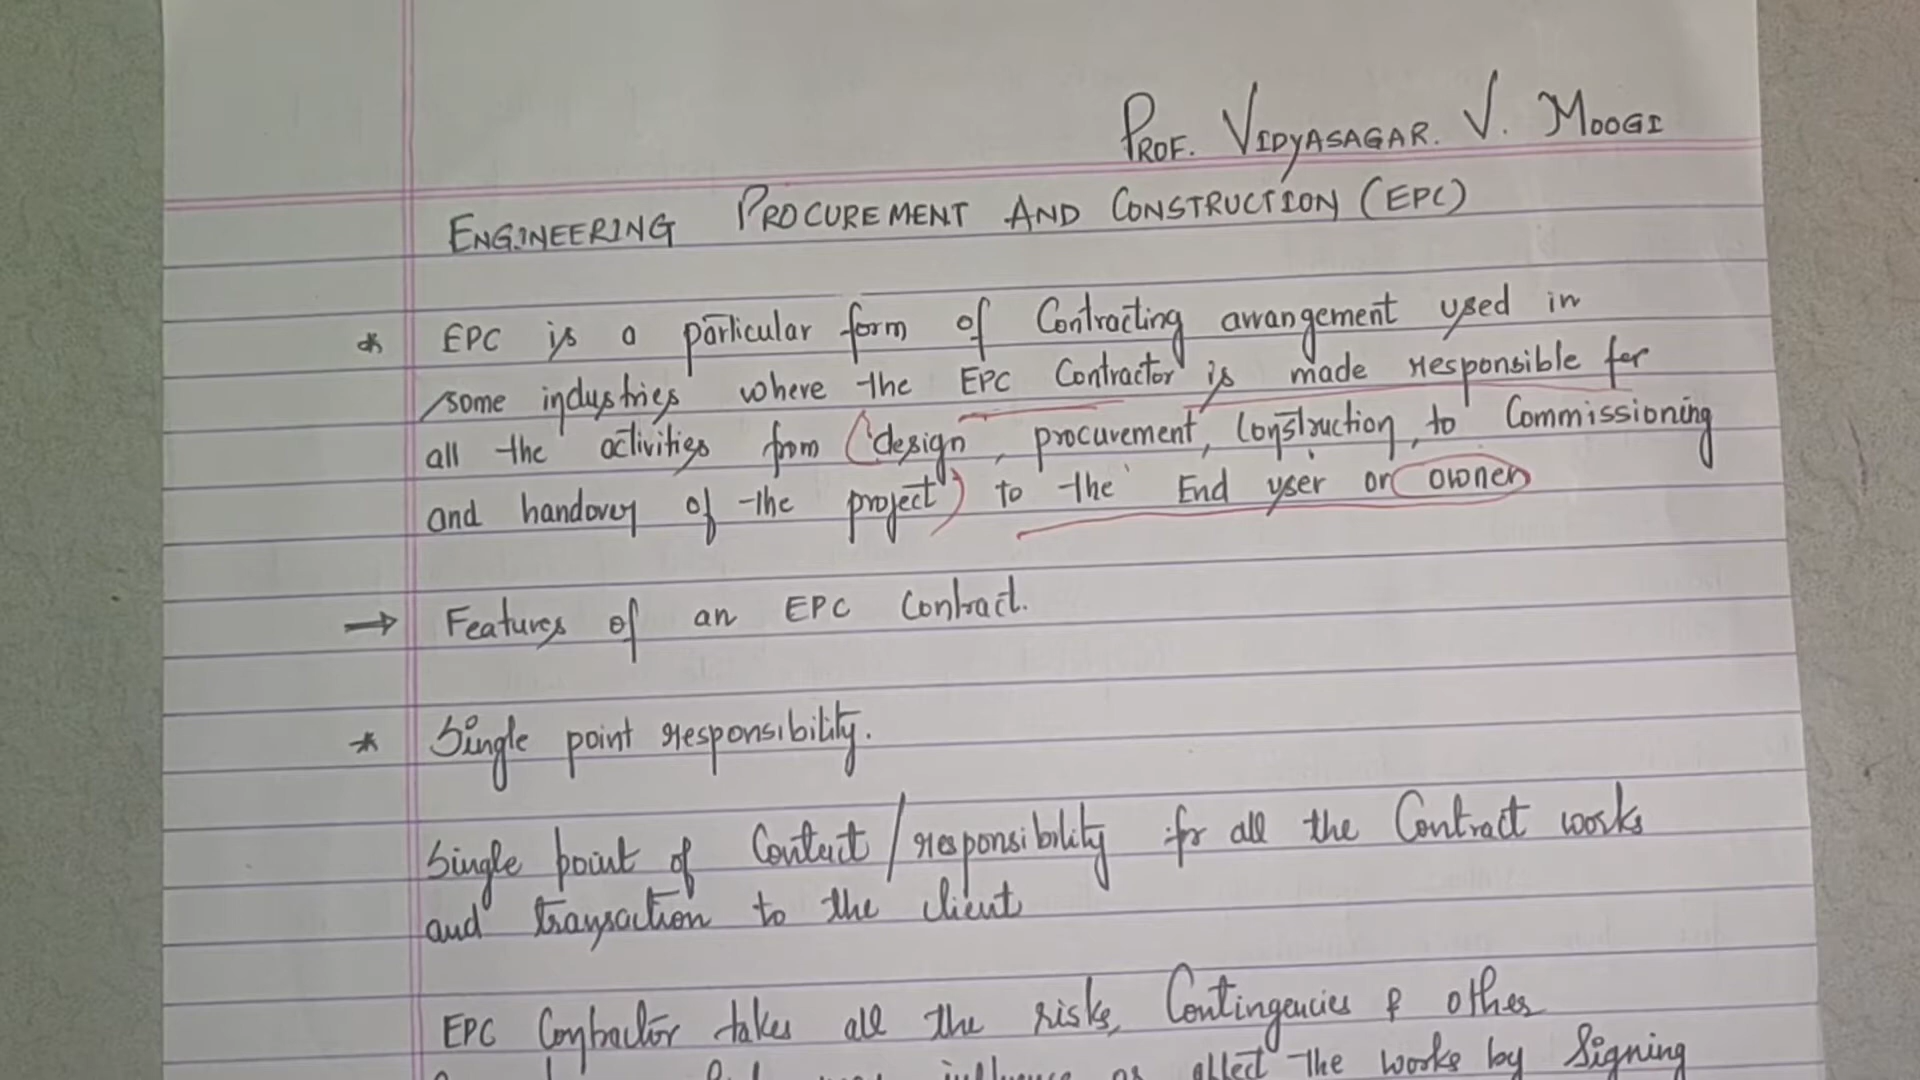 PROF. VIDYASAGAR. V. MOOGI
ENGINEERING PROCUREMENT AND CONSTRUCTION (EPC)
* EPC is a particular form of Contracting arrangement used in
some industries where the EPC Contractor is made responsible for
all the activities from (design, procurement, Construction, to Commissioning
and handover of the project) to the End user or owner
→ Features of an EPC Contract.
* Single point responsibility.
Single point of Contact / responsibility for all the Contract works
and transaction to the client
EPC Contractor takes all the risks, Contingencies & other
influence or affect the works by Signing